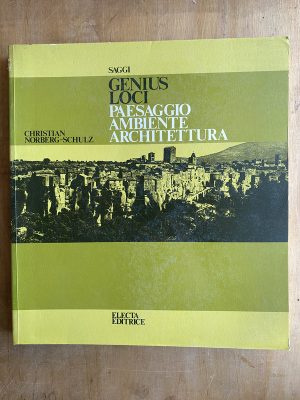 SAGGI
GENIUS
LOCI
PAESAGGIO
AMBIENTE
ARCHITETTURA
CHRISTIAN
NORBERG-SCHULZ
ELECTA
EDITRICE